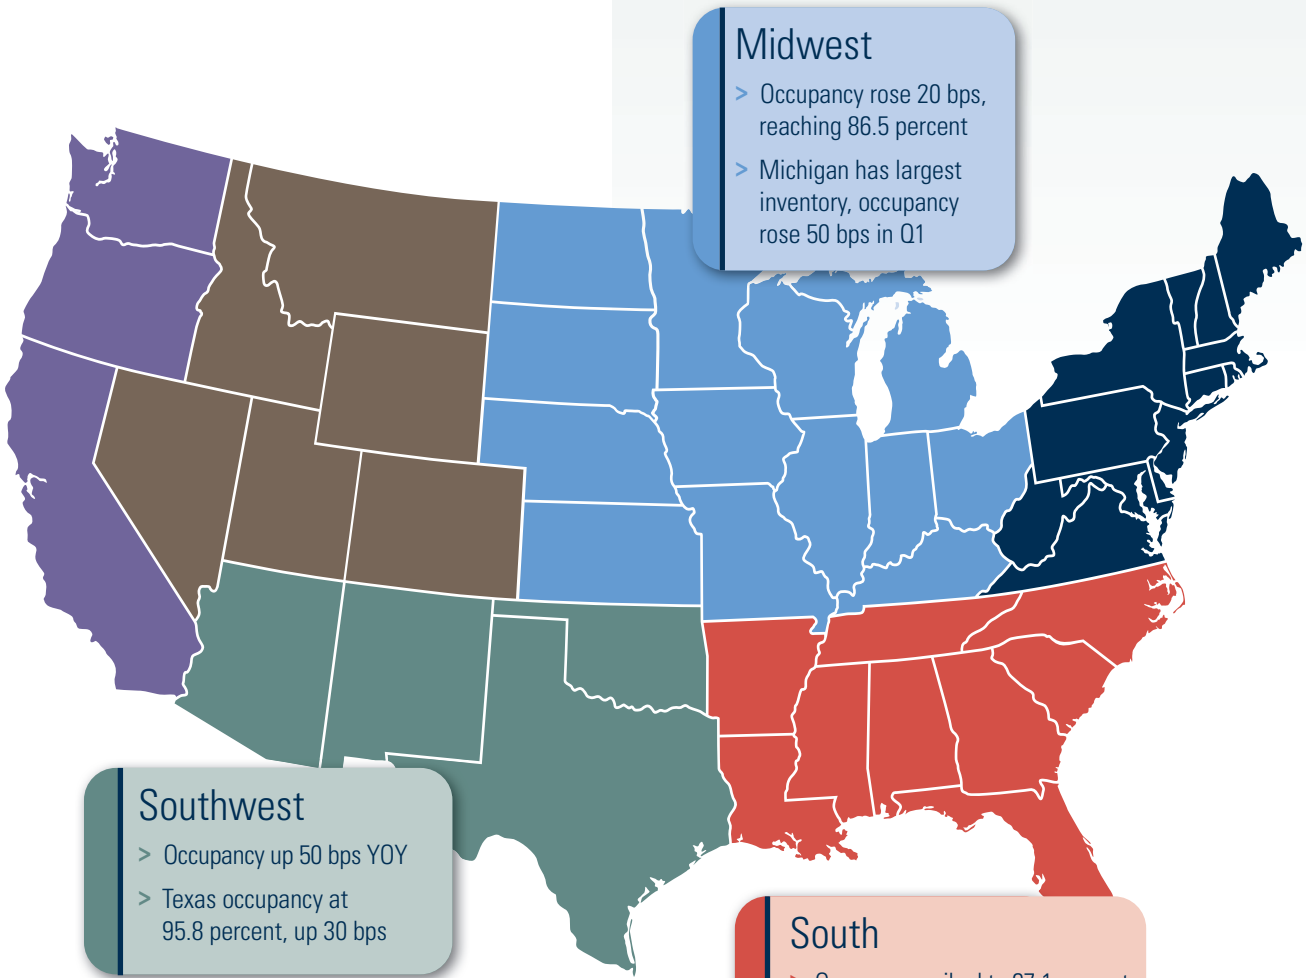 Midwest
> Occupancy rose 20 bps,
reaching 86.5 percent
> Michigan has largest
inventory, occupancy
rose 50 bps in Q1
Southwest
> Occupancy up 50 bps YOY
> Texas occupancy at
95.8 percent, up 30 bps
South